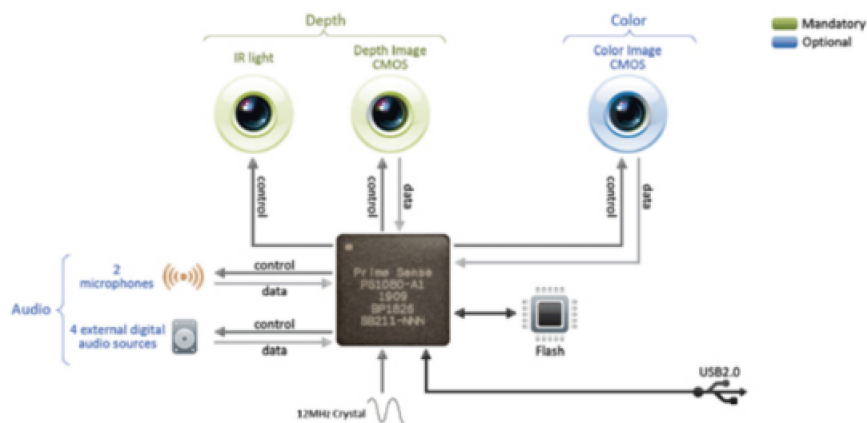 Depth
Color
Mandatory
Optional
IR light
Depth Image
CMOS
Color Image
CMOS
control
control
data
control
data
Audio
2
microphones
control
data
4 external digital
audio sources
control
data
Prime Sense
PS1080-A1
1909
BP1826
SB211-NNN
Flash
12MHz Crystal
USB2.0